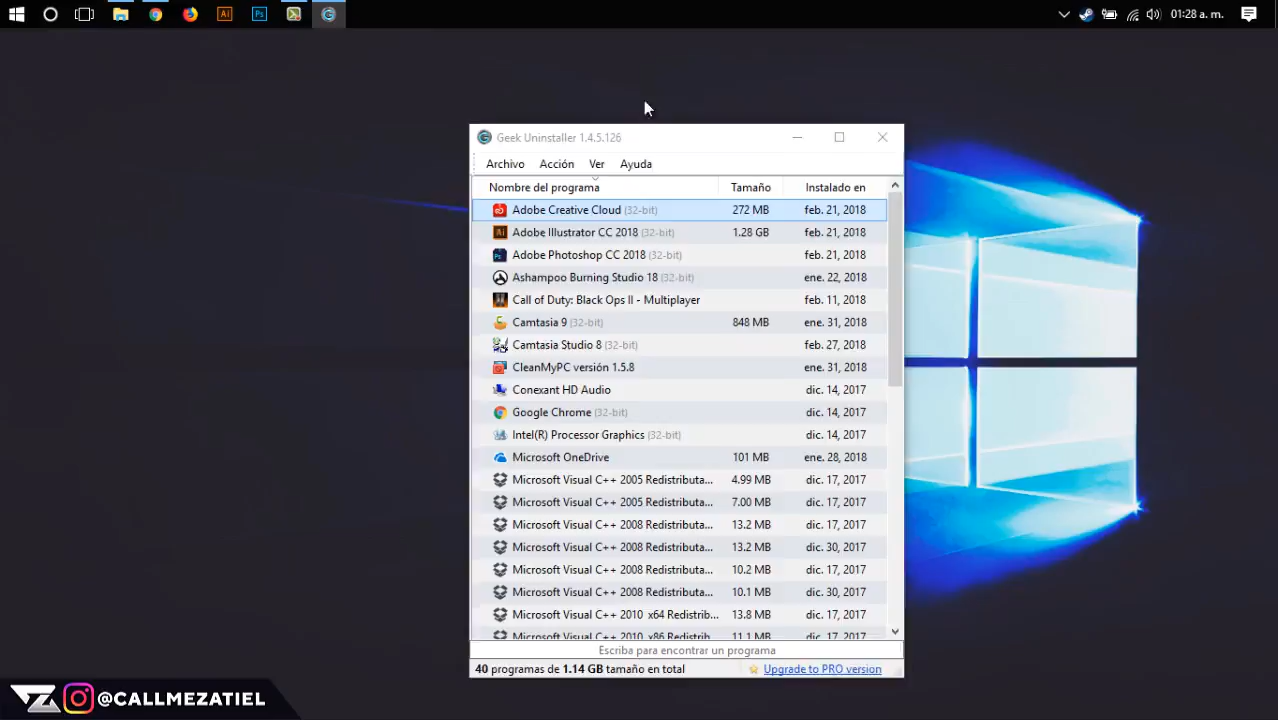 01:28 a. m.
Geek Uninstaller 1.4.5.126
Archivo Acción Ver Ayuda
Nombre del programa Tamaño Instalado en
Adobe Creative Cloud (32-bit) 272 MB feb. 21, 2018
Adobe Illustrator CC 2018 (32-bit) 1.28 GB feb. 21, 2018
Adobe Photoshop CC 2018 (32-bit) feb. 21, 2018
Ashampoo Burning Studio 18 (32-bit) ene. 22, 2018
Call of Duty: Black Ops II - Multiplayer feb. 11, 2018
Camtasia 9 (32-bit) 848 MB ene. 31, 2018
Camtasia Studio 8 (32-bit) feb. 27, 2018
CleanMyPC versión 1.5.8 ene. 31, 2018
Conexant HD Audio dic. 14, 2017
Google Chrome (32-bit) dic. 14, 2017
Intel(R) Processor Graphics (32-bit) dic. 14, 2017
Microsoft OneDrive 101 MB ene. 28, 2018
Microsoft Visual C++ 2005 Redistributa... 4.99 MB dic. 17, 2017
Microsoft Visual C++ 2005 Redistributa... 7.00 MB dic. 17, 2017
Microsoft Visual C++ 2008 Redistributa... 13.2 MB dic. 17, 2017
Microsoft Visual C++ 2008 Redistributa... 13.2 MB dic. 30, 2017
Microsoft Visual C++ 2008 Redistributa... 10.2 MB dic. 17, 2017
Microsoft Visual C++ 2008 Redistributa... 10.1 MB dic. 30, 2017
Microsoft Visual C++ 2010 x64 Redistrib... 13.8 MB dic. 17, 2017
Microsoft Visual C++ 2010 x86 Redistrib... 11.1 MB dic. 17, 2017
Escriba para encontrar un programa
40 programas de 1.14 GB tamaño en total Upgrade to PRO version
@CALLMEZATIEL